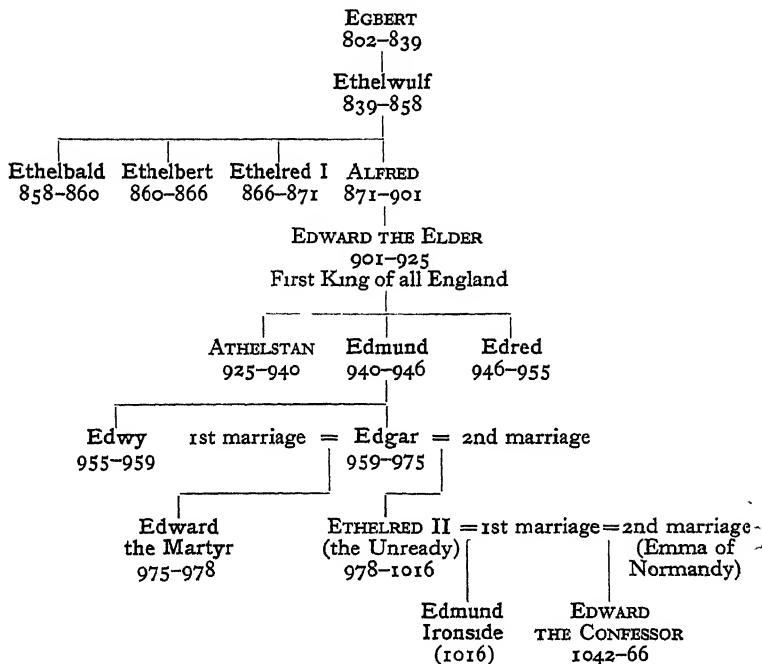 EGBERT
802–839
Ethelwulf
839–858
Ethelbald Ethelbert Ethelred I ALFRED
858–860 860–866 866–871 871–901
EDWARD THE ELDER
901–925
First King of all England
ATHELSTAN Edmund Edred
925–940 940–946 946–955
Edwy 1st marriage = Edgar = 2nd marriage
955–959 959–975
Edward ETHELRED II = 1st marriage = 2nd marriage
the Martyr (the Unready) (Emma of
975–978 978–1016 Normandy)
Edmund EDWARD
Ironside THE CONFESSOR
(1016) 1042–66